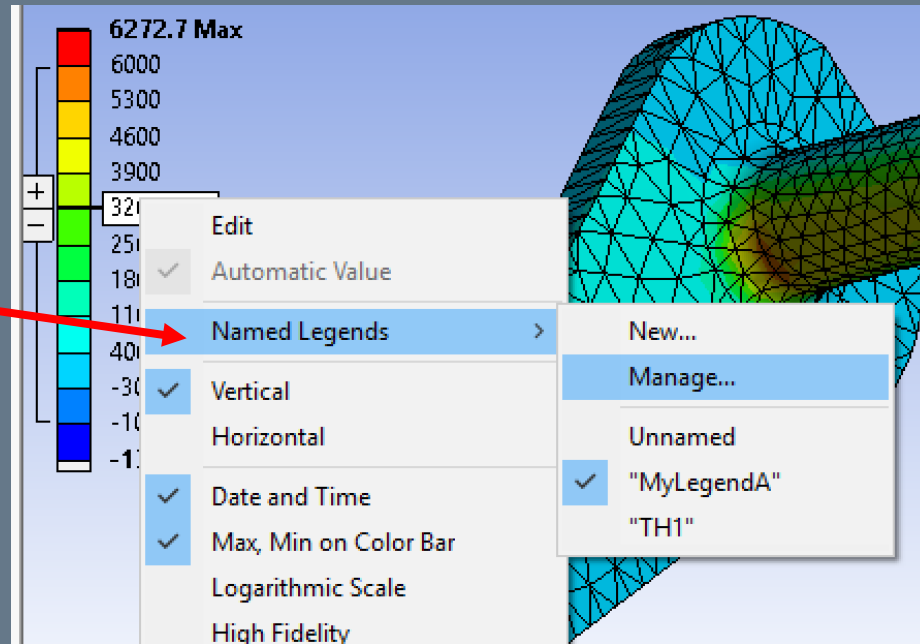 6272.7 Max
6000
5300
4600
3900
Edit
Automatic Value
Named Legends
Vertical
Horizontal
Date and Time
Max, Min on Color Bar
Logarithmic Scale
High Fidelity
New...
Manage...
Unnamed
"MyLegendA"
"TH1"